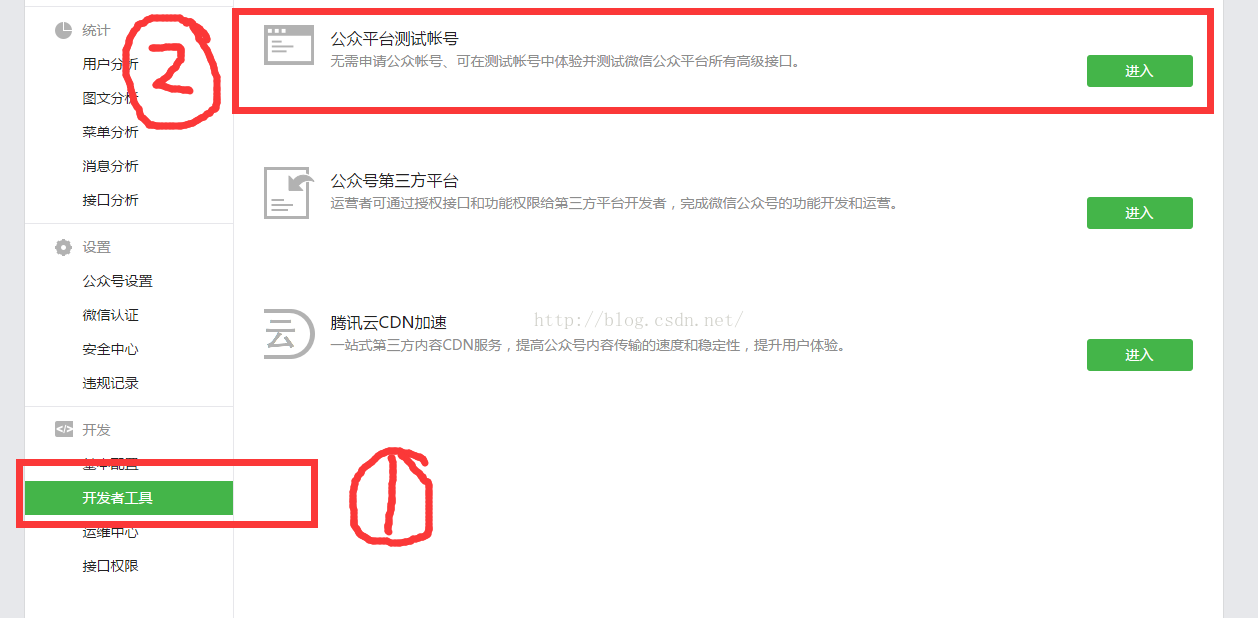 统计
用户分析
图文分析
菜单分析
消息分析
接口分析
设置
公众号设置
微信认证
安全中心
违规记录
开发
基本配置
开发者工具
运维中心
接口权限
2
公众平台测试帐号
无需申请公众帐号、可在测试帐号中体验并测试微信公众平台所有高级接口。
进入
公众号第三方平台
运营者可通过授权接口和功能权限给第三方平台开发者，完成微信公众号的功能开发和运营。
进入
云
腾讯云CDN加速
http://blog.csdn.net/
一站式第三方内容CDN服务，提高公众号内容传输的速度和稳定性，提升用户体验。
进入
1